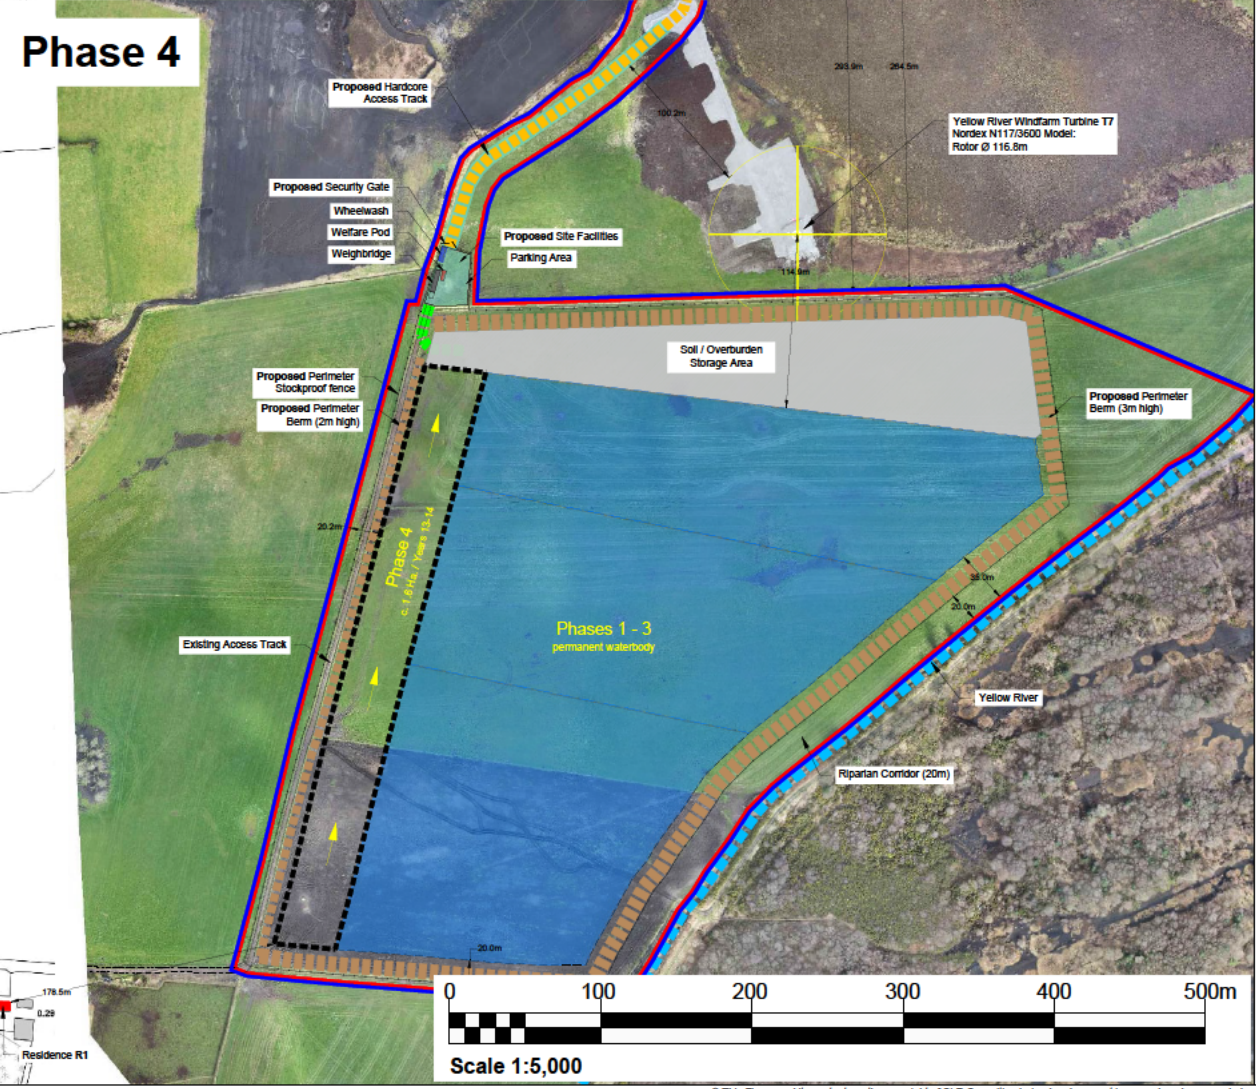 Phase 4
Proposed Hardcore
Access Track
293.9m
264.5m
100.2m
Yellow River Windfarm Turbine T7
Nordex N117/3600 Model:
Rotor Ø 116.8m
Proposed Security Gate
Wheelwash
Welfare Pod
Weighbridge
Proposed Site Facilities
Parking Area
Soil / Overburden
Storage Area
Proposed Perimeter
Stockproof fence
Proposed Perimeter
Berm (2m high)
Proposed Perimeter
Berm (3m high)
20.2m
Phase 4
c. 1.6 Ha. / Years 13-14
35.0m
20.0m
Phases 1 - 3
permanent waterbody
Existing Access Track
Yellow River
Riparian Corridor (20m)
20.0m
178.5m
0.29
Residence R1
0 100 200 300 400 500m
Scale 1:5,000